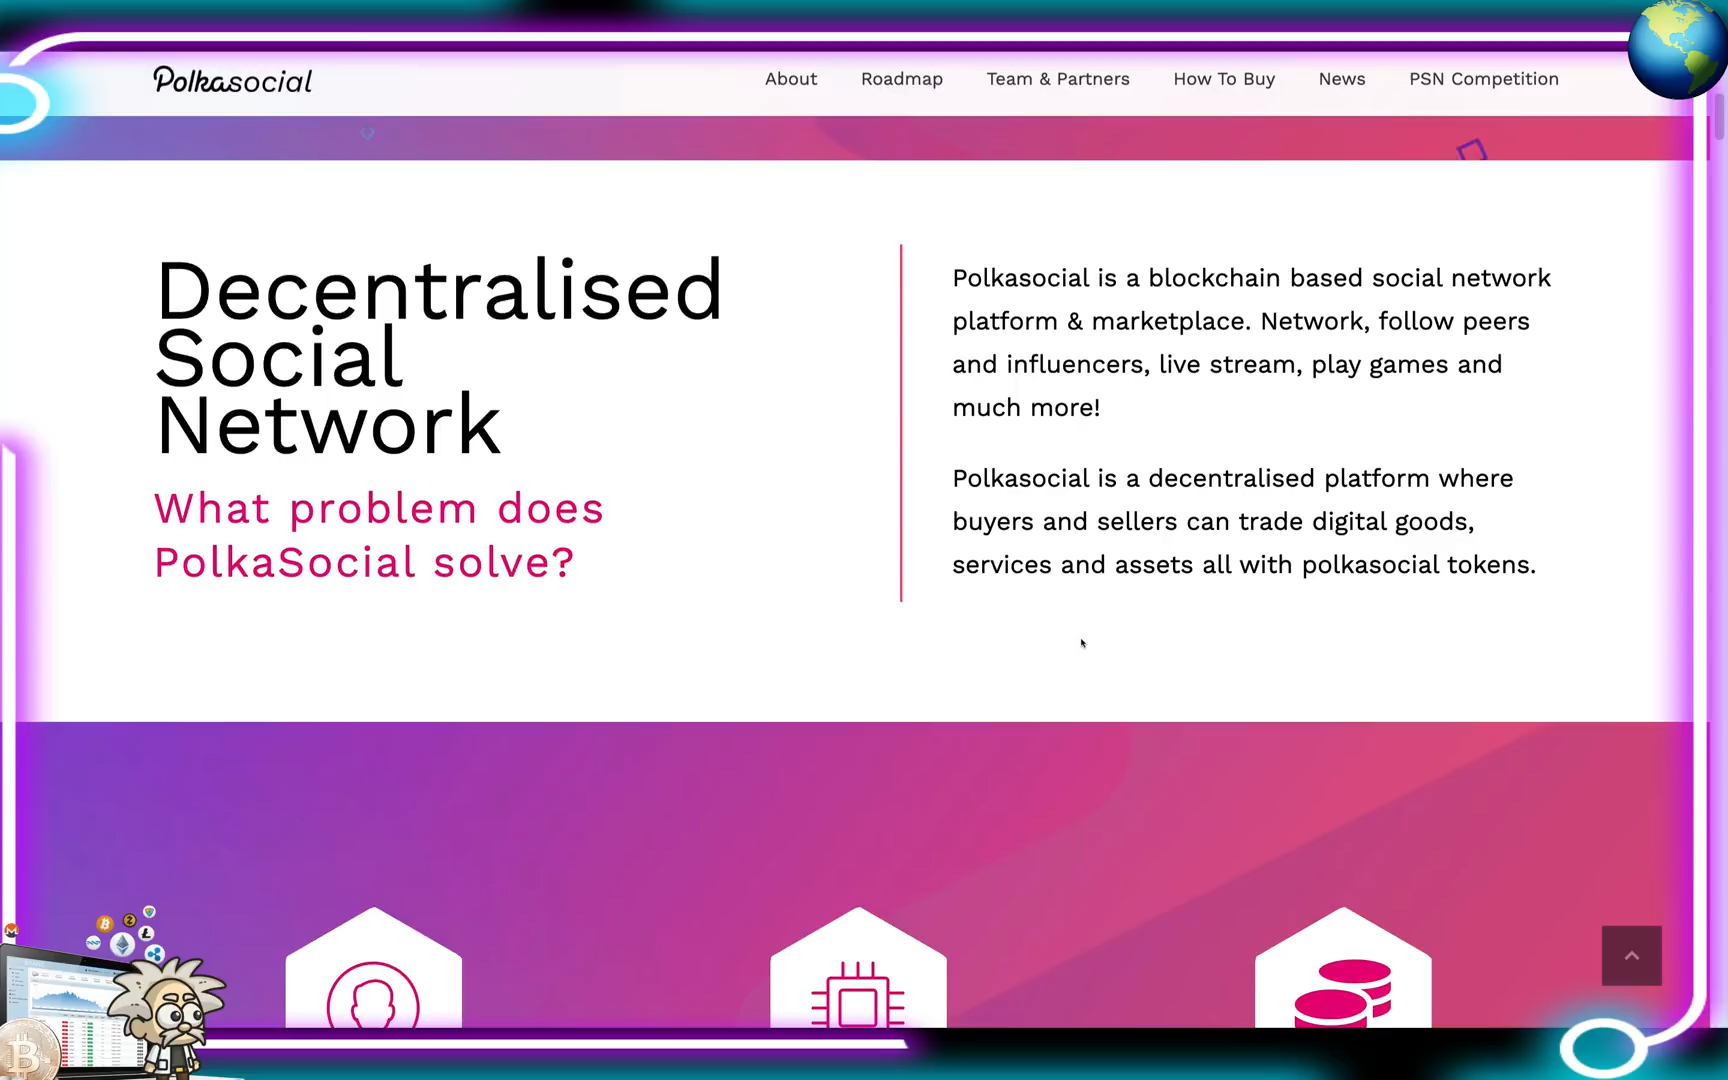 Polkasocial
About Roadmap Team & Partners How To Buy News PSN Competition
Decentralised
Social
Network
What problem does
PolkaSocial solve?
Polkasocial is a blockchain based social network
platform & marketplace. Network, follow peers
and influencers, live stream, play games and
much more!
Polkasocial is a decentralised platform where
buyers and sellers can trade digital goods,
services and assets all with polkasocial tokens.